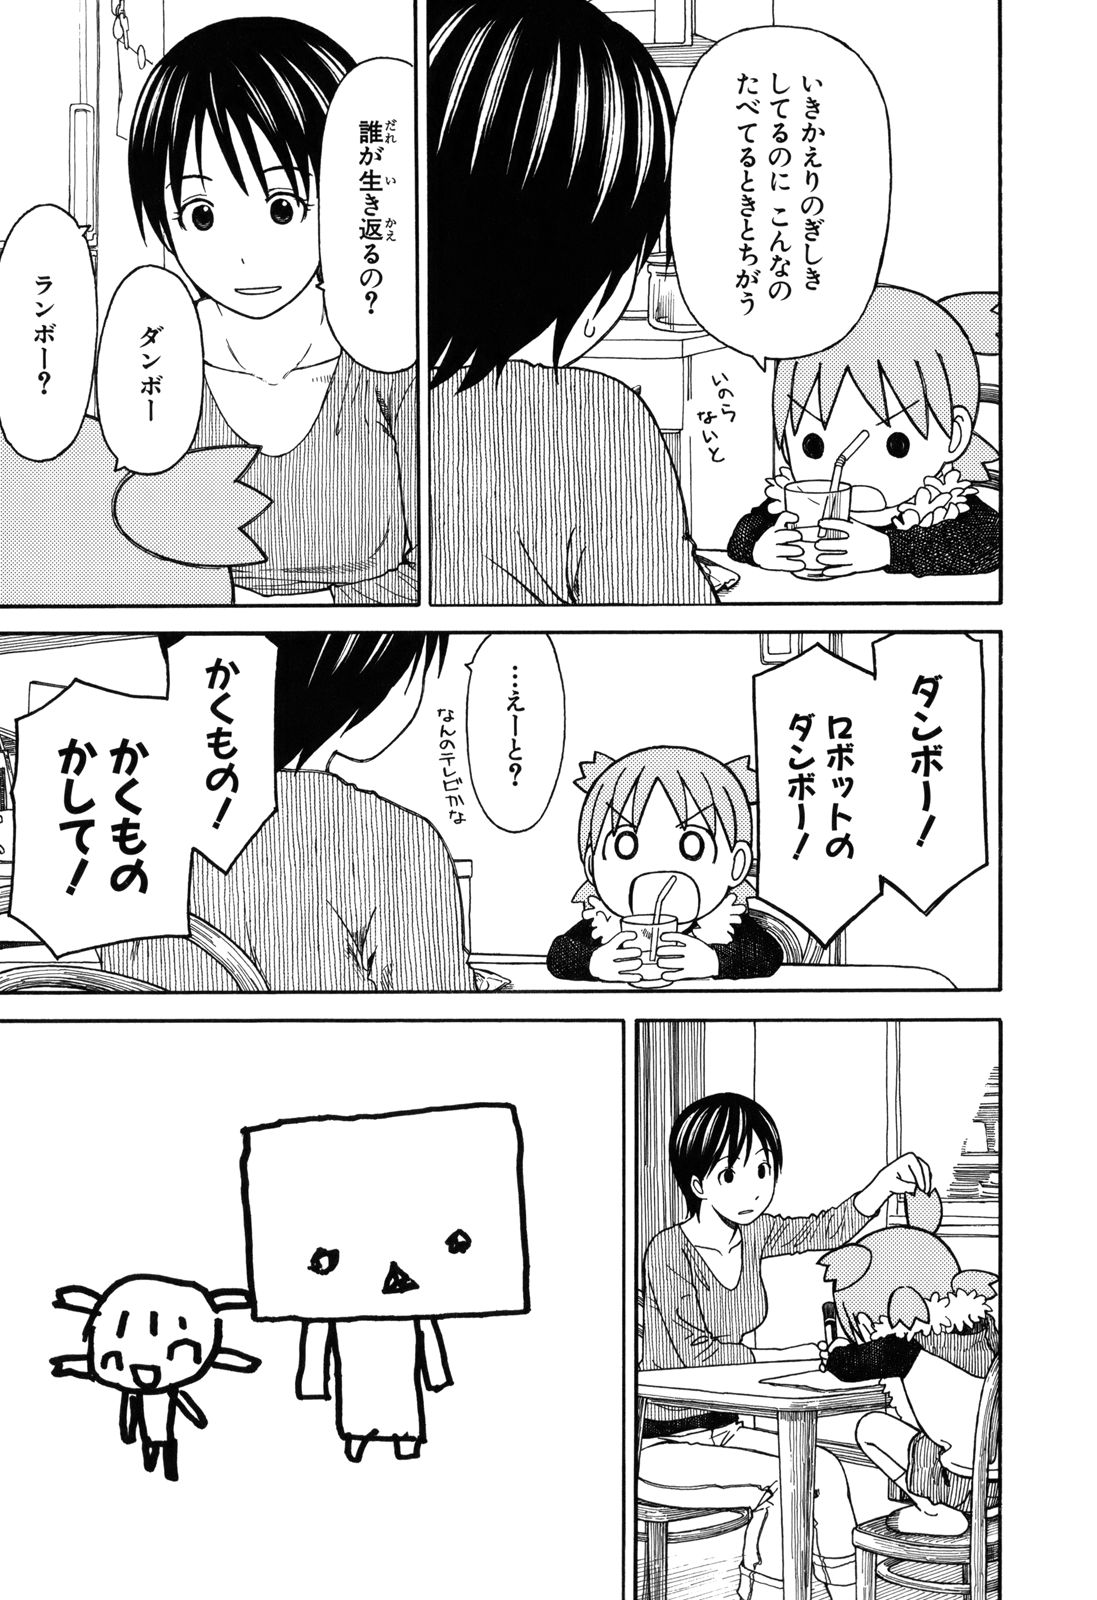 いきかえりのぎしき
してるのに こんなの
たべてるときとちがう
いのら
ないと
誰が生き返るの？
ダンボー
ランボー？
ダンボー！
ロボットの
ダンボー！
…えーと？
なんのテレビかな
かくもの！
かくもの
かして！